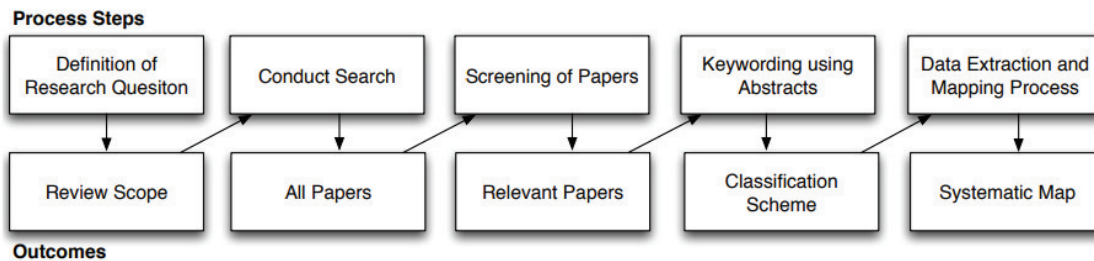 Process Steps
Definition of
Research Quesiton
Conduct Search
Screening of Papers
Keywording using
Abstracts
Data Extraction and
Mapping Process
Review Scope
All Papers
Relevant Papers
Classification
Scheme
Systematic Map
Outcomes